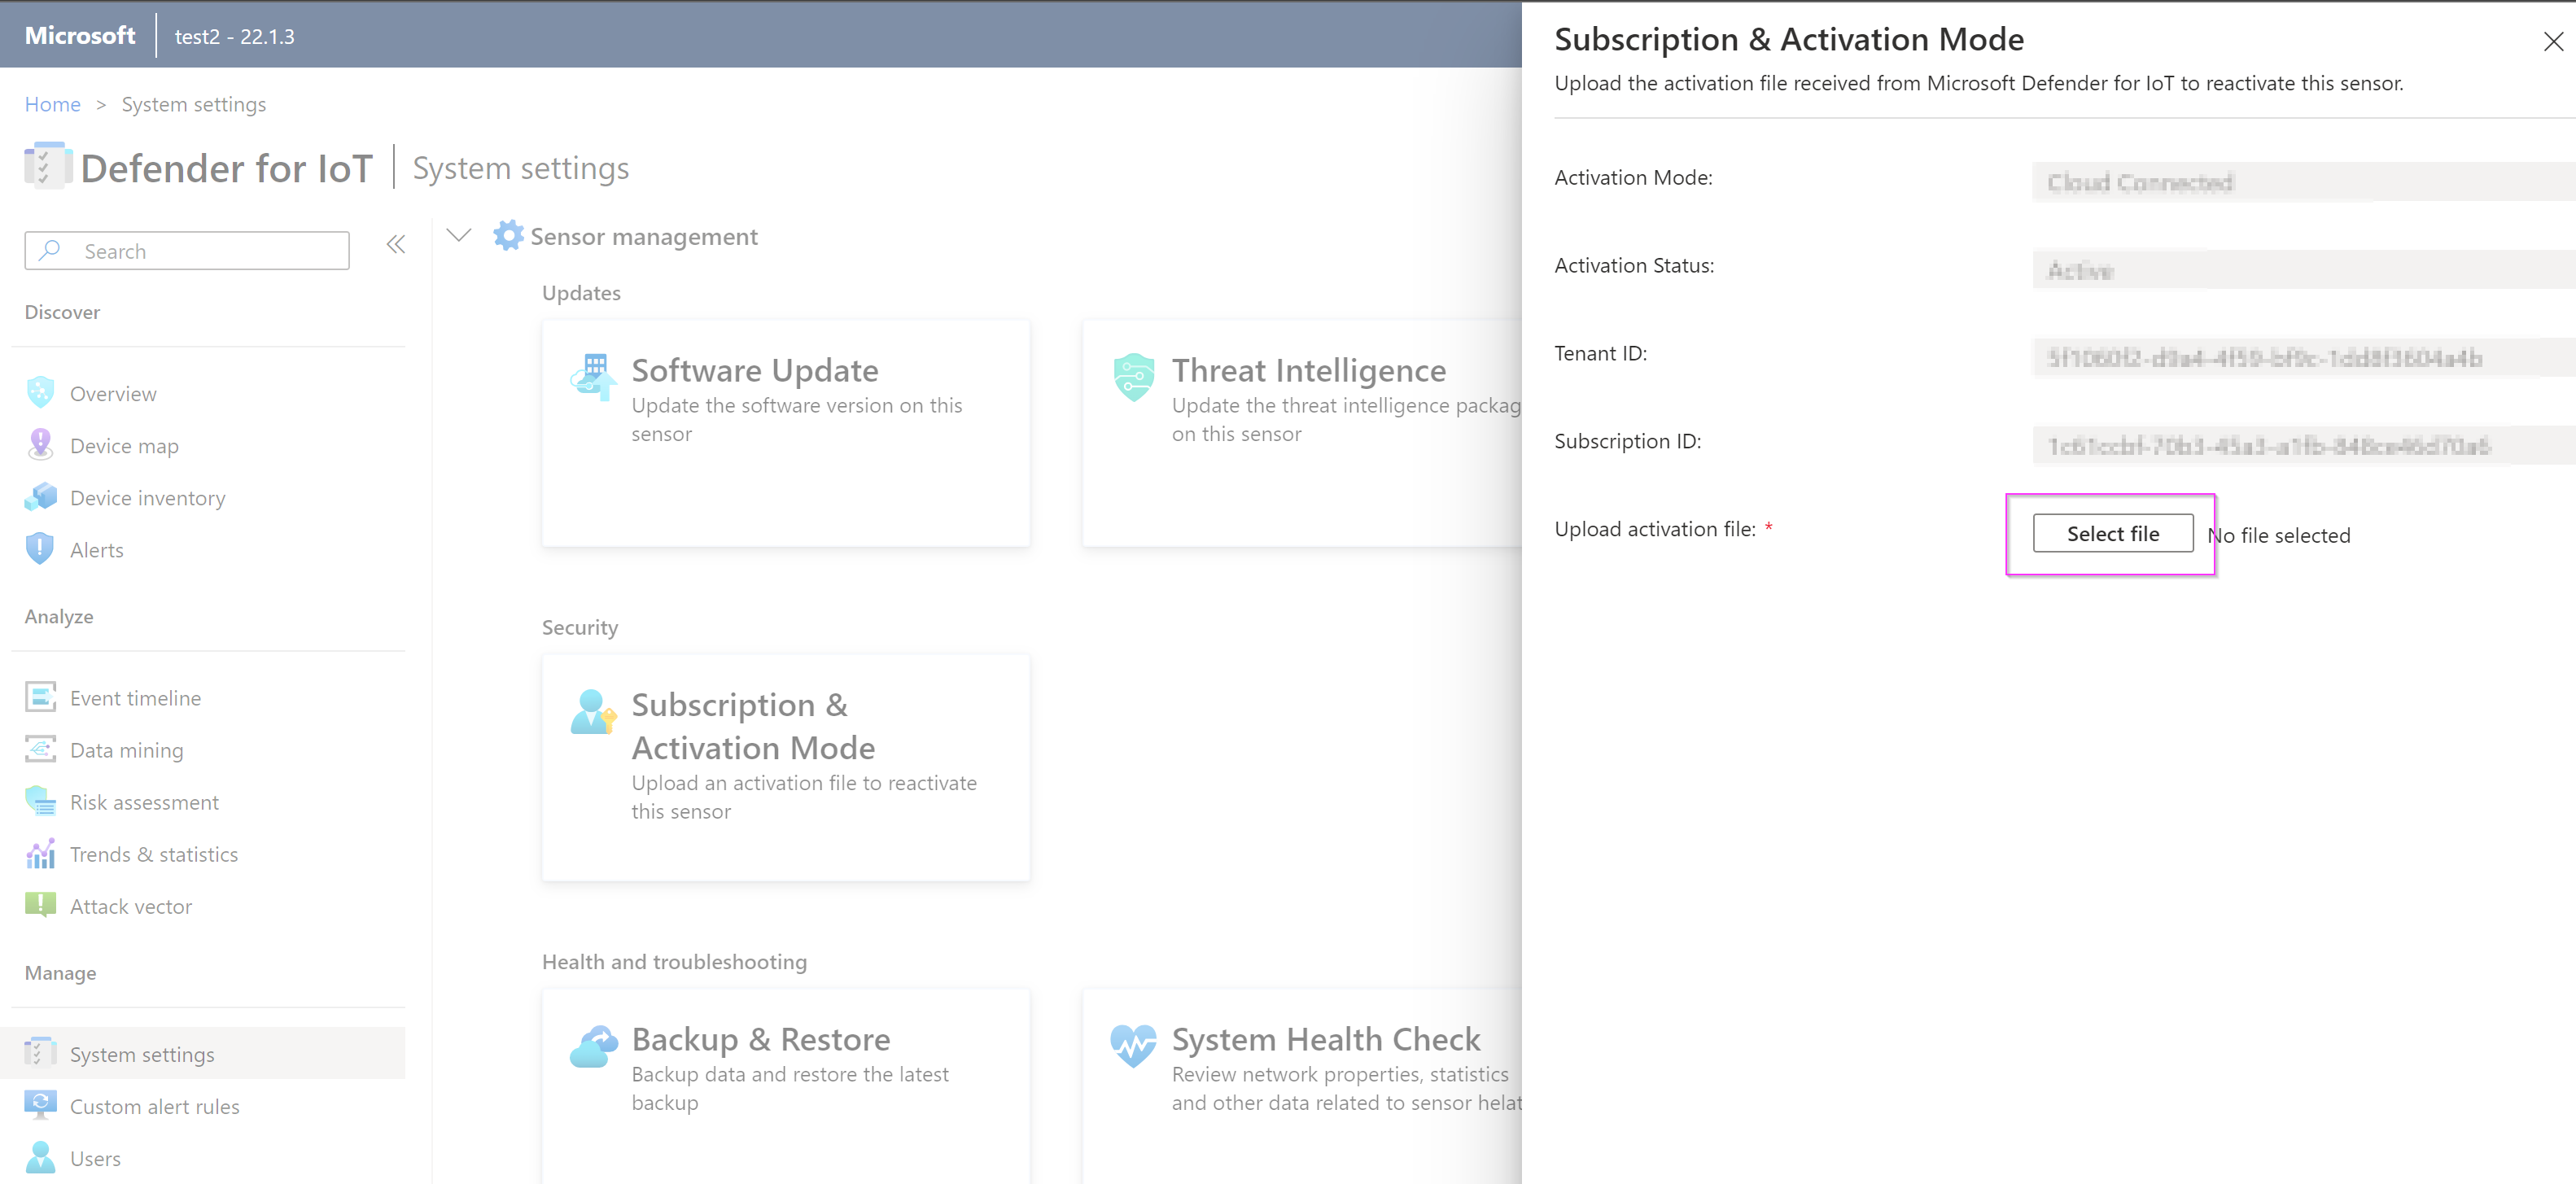 Microsoft
test2 - 22.1.3
Home > System settings
Defender for IoT
System settings
Search
Discover
Overview
Device map
Device inventory
Alerts
Analyze
Event timeline
Data mining
Risk assessment
Trends & statistics
Attack vector
Manage
System settings
Custom alert rules
Users
Sensor management
Updates
Software Update
Update the software version on this
sensor
Threat Intelligence
Update the threat intelligence packag
on this sensor
Security
Subscription &
Activation Mode
Upload an activation file to reactivate
this sensor
Health and troubleshooting
Backup & Restore
Backup data and restore the latest
backup
System Health Check
Review network properties, statistics
and other data related to sensor helat
Subscription & Activation Mode
Upload the activation file received from Microsoft Defender for IoT to reactivate this sensor.
Activation Mode:
Cloud Connected
Activation Status:
Active
Tenant ID:
Subscription ID:
Upload activation file: *
Select file
No file selected